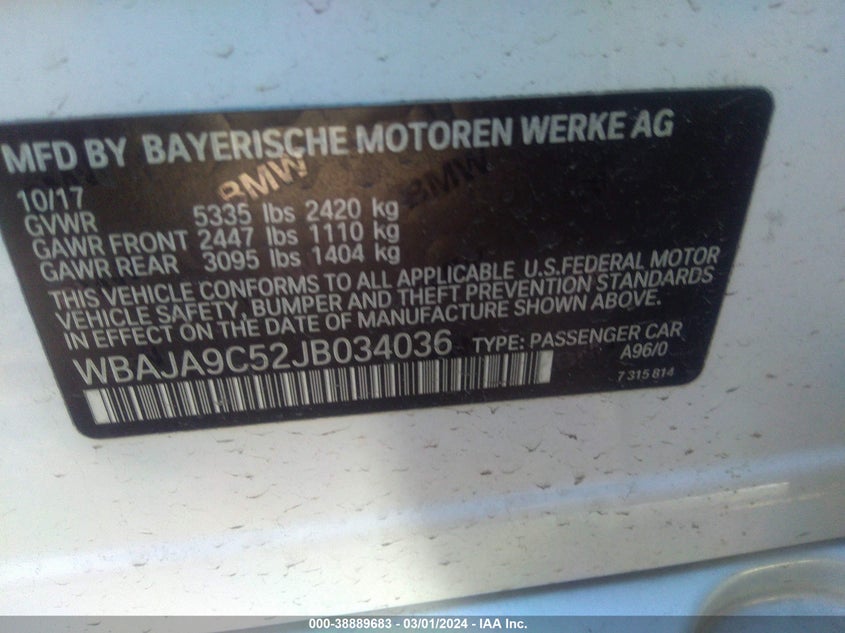 MFD BY BAYERISCHE MOTOREN WERKE AG
BMW BMW
10/17
GVWR 5335 lbs 2420 kg
GAWR FRONT 2447 lbs 1110 kg
GAWR REAR 3095 lbs 1404 kg
THIS VEHICLE CONFORMS TO ALL APPLICABLE U.S.FEDERAL MOTOR
VEHICLE SAFETY, BUMPER AND THEFT PREVENTION STANDARDS
IN EFFECT ON THE DATE OF MANUFACTURE SHOWN ABOVE.
WBAJA9C52JB034036 TYPE: PASSENGER CAR
A96/0
7 315 814
000-38889683 / 03/01/2024 - IAA Inc.